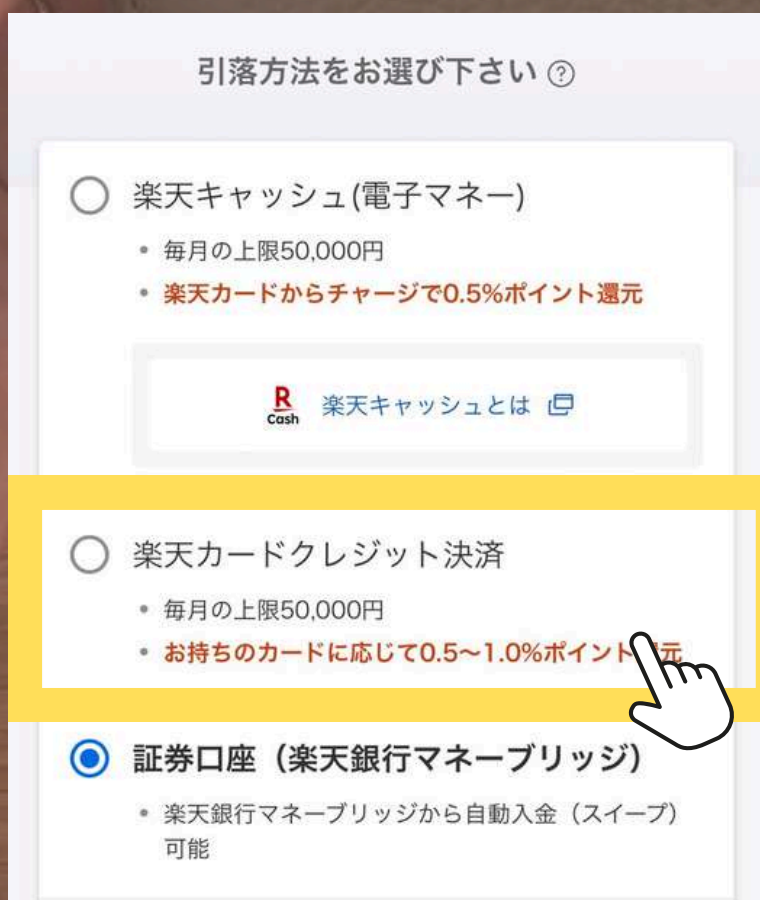 引落方法をお選び下さい ?
楽天キャッシュ(電子マネー)
• 毎月の上限50,000円
• 楽天カードからチャージで0.5%ポイント還元
R
Cash 楽天キャッシュとは
楽天カードクレジット決済
• 毎月の上限50,000円
• お持ちのカードに応じて0.5〜1.0%ポイント 元
証券口座（楽天銀行マネーブリッジ）
• 楽天銀行マネーブリッジから自動入金（スイープ）
可能